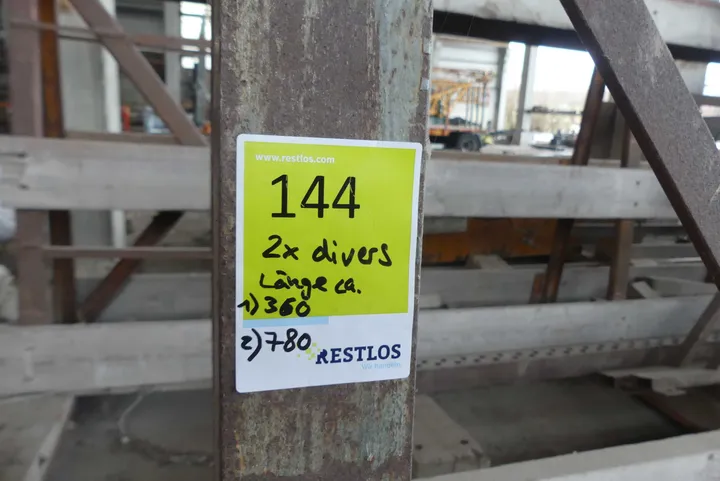 www.restlos.com
144
2x divers
Länge ca.
1) 360
2) 780
RESTLOS